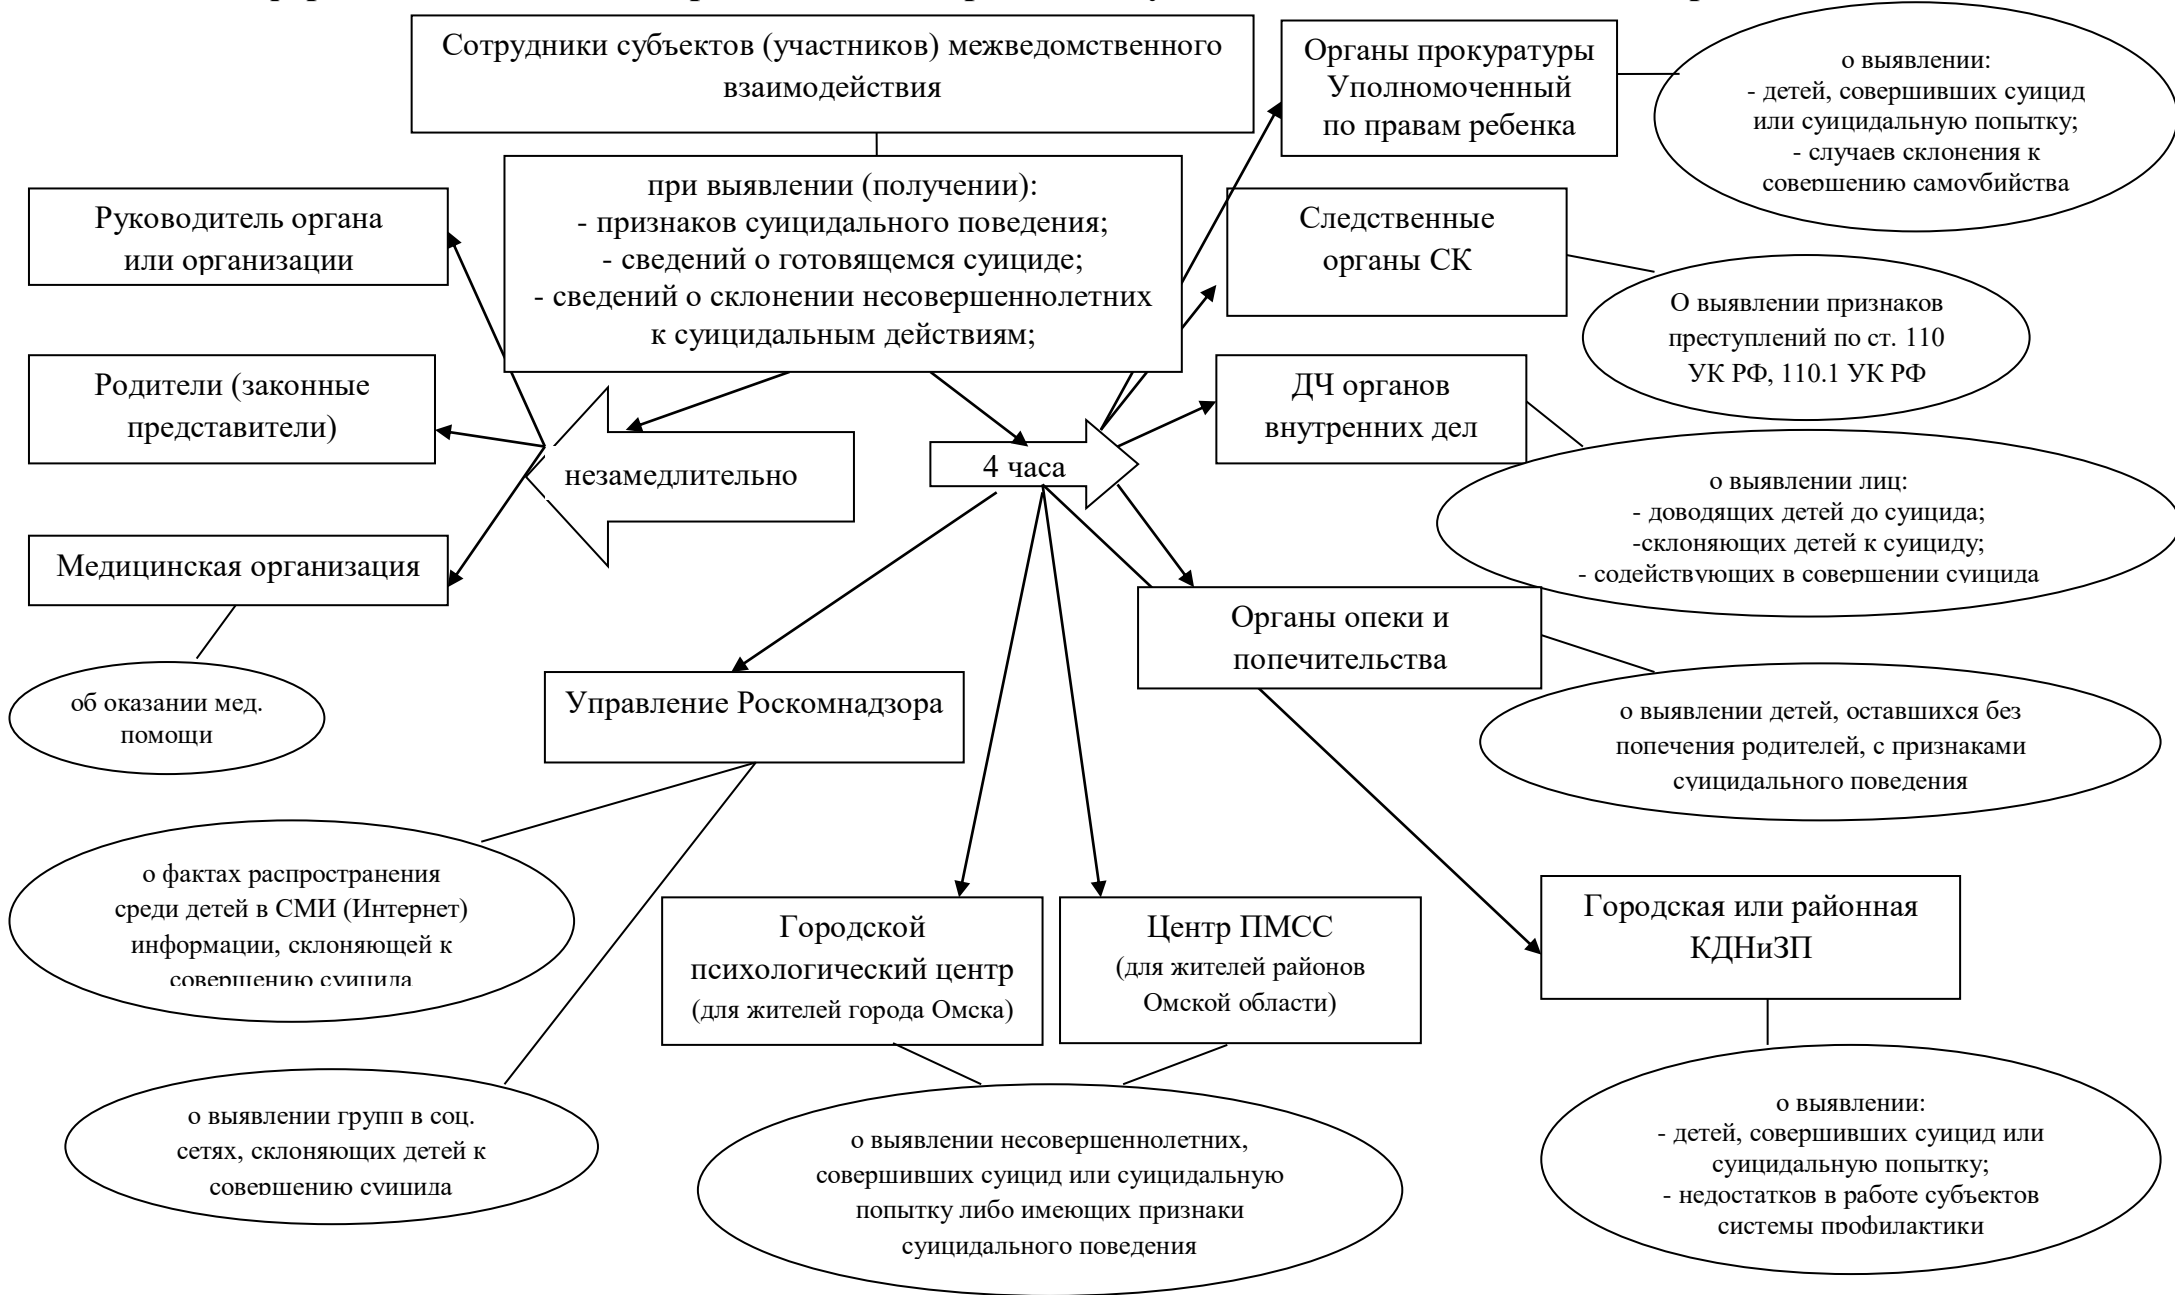 Сотрудники субъектов (участников) межведомственного
взаимодействия
Органы прокуратуры
Уполномоченный
по правам ребенка
о выявлении:
- детей, совершивших суицид
или суицидальную попытку;
- случаев склонения к
совершению самоубийства
при выявлении (получении):
- признаков суицидального поведения;
- сведений о готовящемся суициде;
- сведений о склонении несовершеннолетних
к суицидальным действиям;
Руководитель органа
или организации
Следственные
органы СК
О выявлении признаков
преступлений по ст. 110
УК РФ, 110.1 УК РФ
Родители (законные
представители)
ДЧ органов
внутренних дел
незамедлительно
4 часа
о выявлении лиц:
- доводящих детей до суицида;
-склоняющих детей к суициду;
- содействующих в совершении суицида
Медицинская организация
Органы опеки и
попечительства
об оказании мед.
помощи
Управление Роскомнадзора
о выявлении детей, оставшихся без
попечения родителей, с признаками
суицидального поведения
о фактах распространения
среди детей в СМИ (Интернет)
информации, склоняющей к
совершению суицида
Городской
психологический центр
(для жителей города Омска)
Центр ПМСС
(для жителей районов
Омской области)
Городская или районная
КДНиЗП
о выявлении групп в соц.
сетях, склоняющих детей к
совершению суицида
о выявлении несовершеннолетних,
совершивших суицид или суицидальную
попытку либо имеющих признаки
суицидального поведения
о выявлении:
- детей, совершивших суицид или
суицидальную попытку;
- недостатков в работе субъектов
системы профилактики